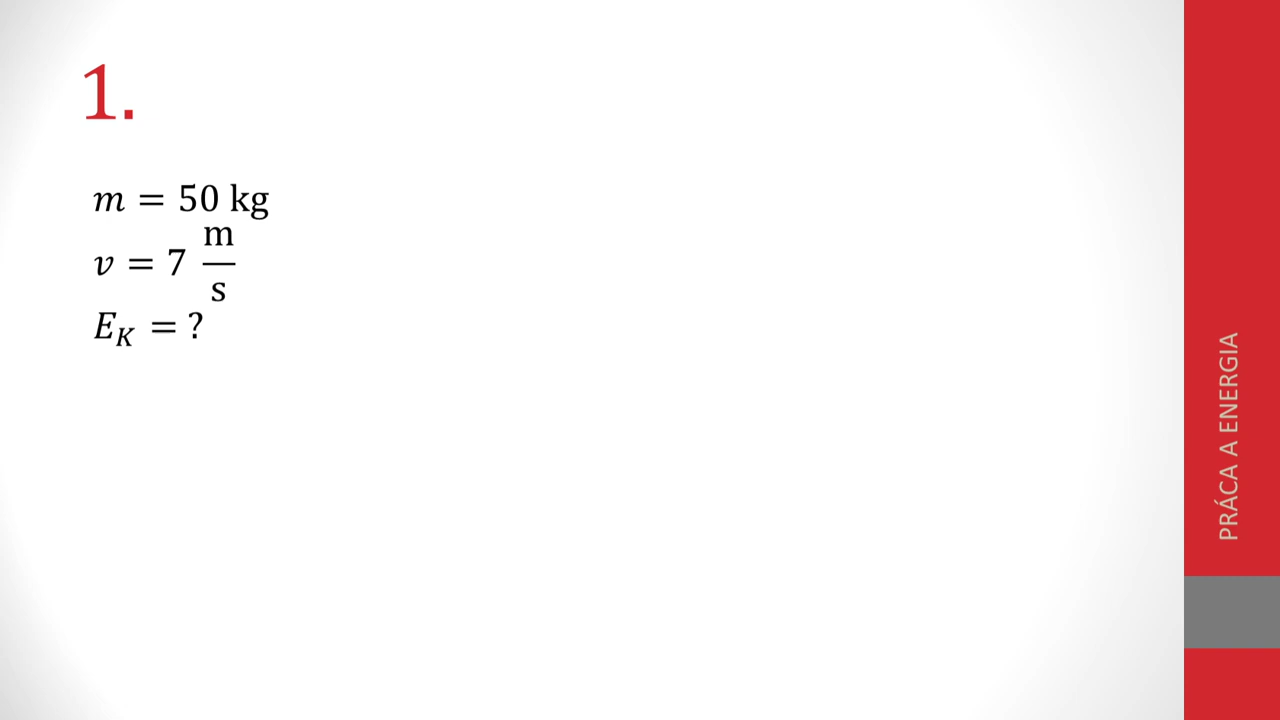 1.
m = 50 kg
v = 7 m/s
E_K = ?
PRÁCA A ENERGIA